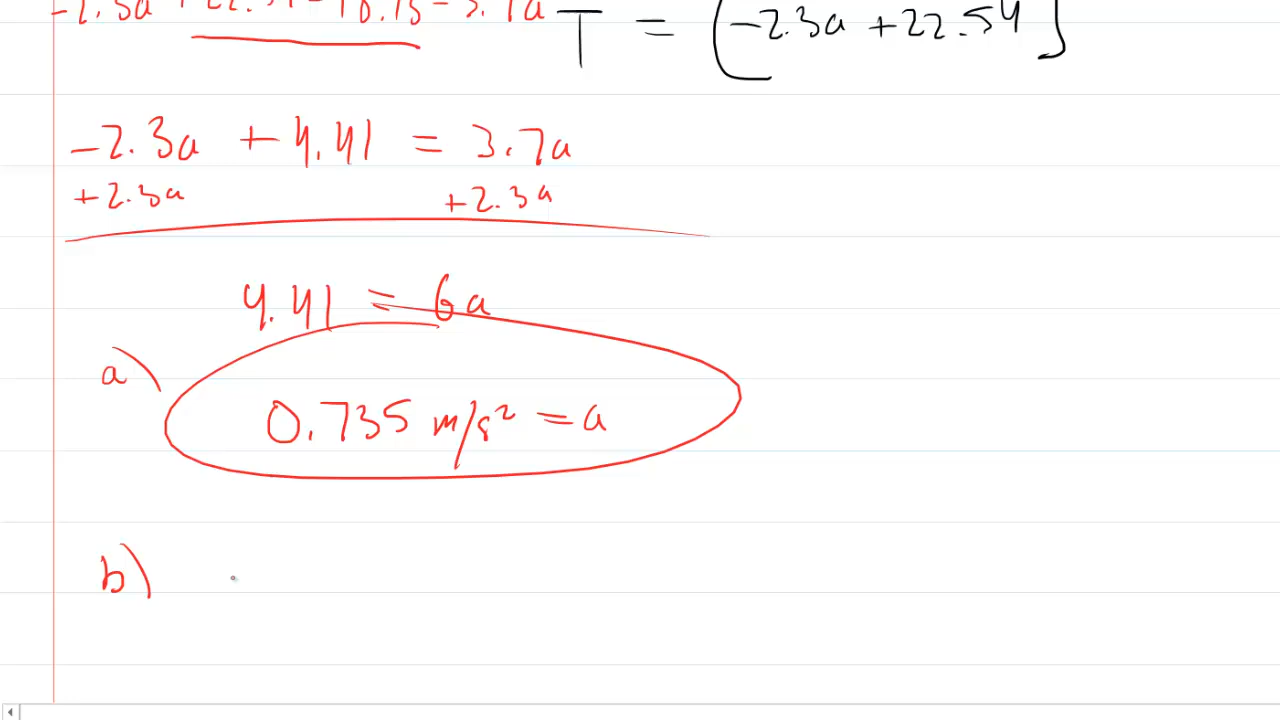 T = (-2.3a + 22.54)
-2.3a + 4.41 = 3.7a
+2.3a +2.3a
4.41 = 6a
a)
0.735 m/s² = a
b)